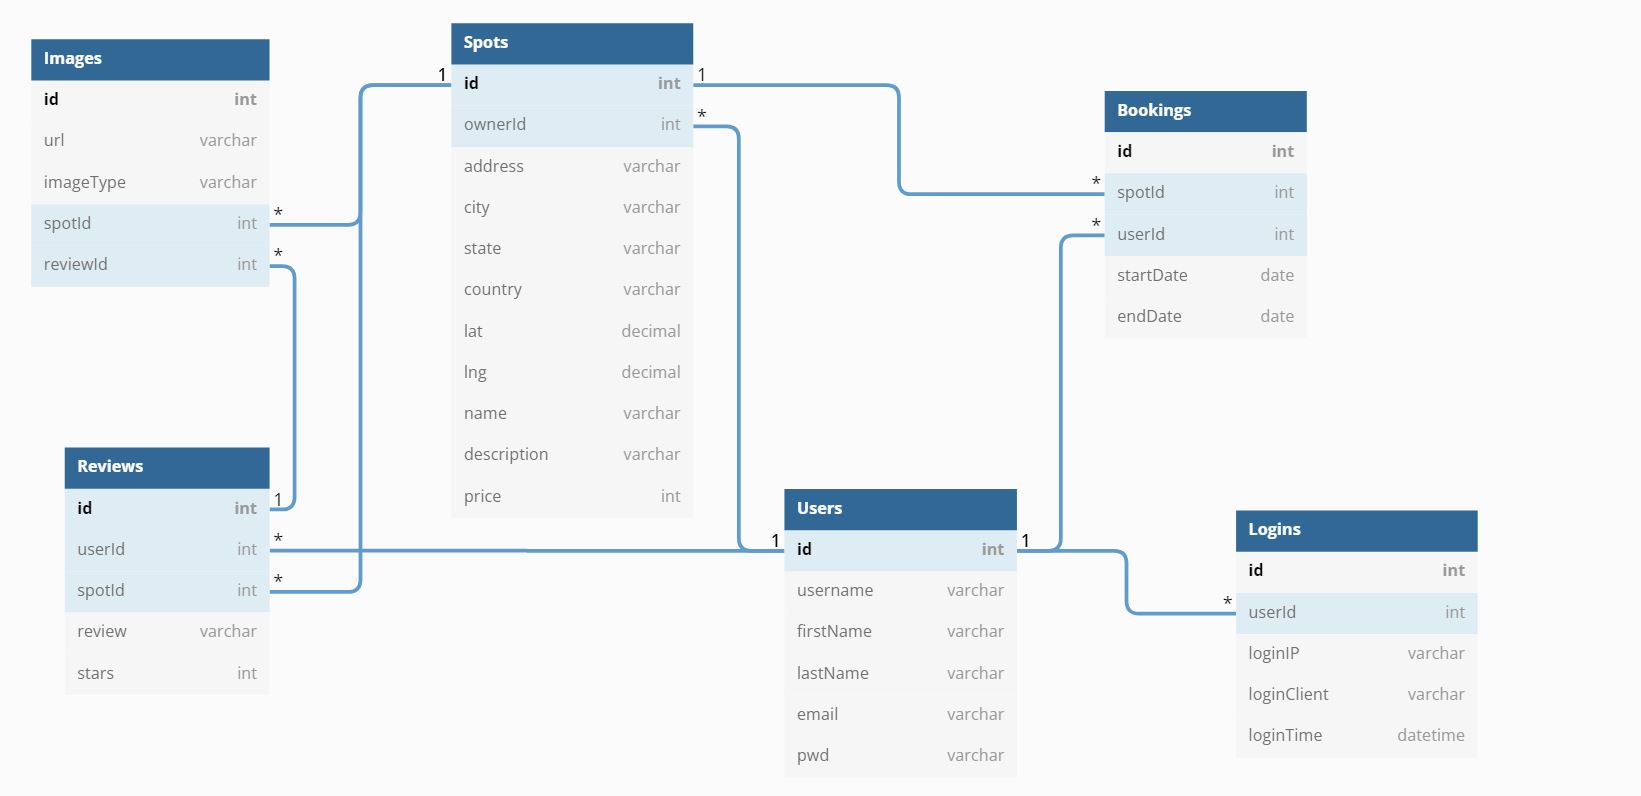 Images
id int
url varchar
imageType varchar
spotId int *
reviewId int *
Spots
1 id int 1
ownerId int *
address varchar
city varchar
state varchar
country varchar
lat decimal
lng decimal
name varchar
description varchar
price int
Bookings
id int
* spotId int
* userId int
startDate date
endDate date
Reviews
id int 1
userId int *
spotId int *
review varchar
stars int
Users
1 id int 1
username varchar
firstName varchar
lastName varchar
email varchar
pwd varchar
Logins
id int
* userId int
loginIP varchar
loginClient varchar
loginTime datetime